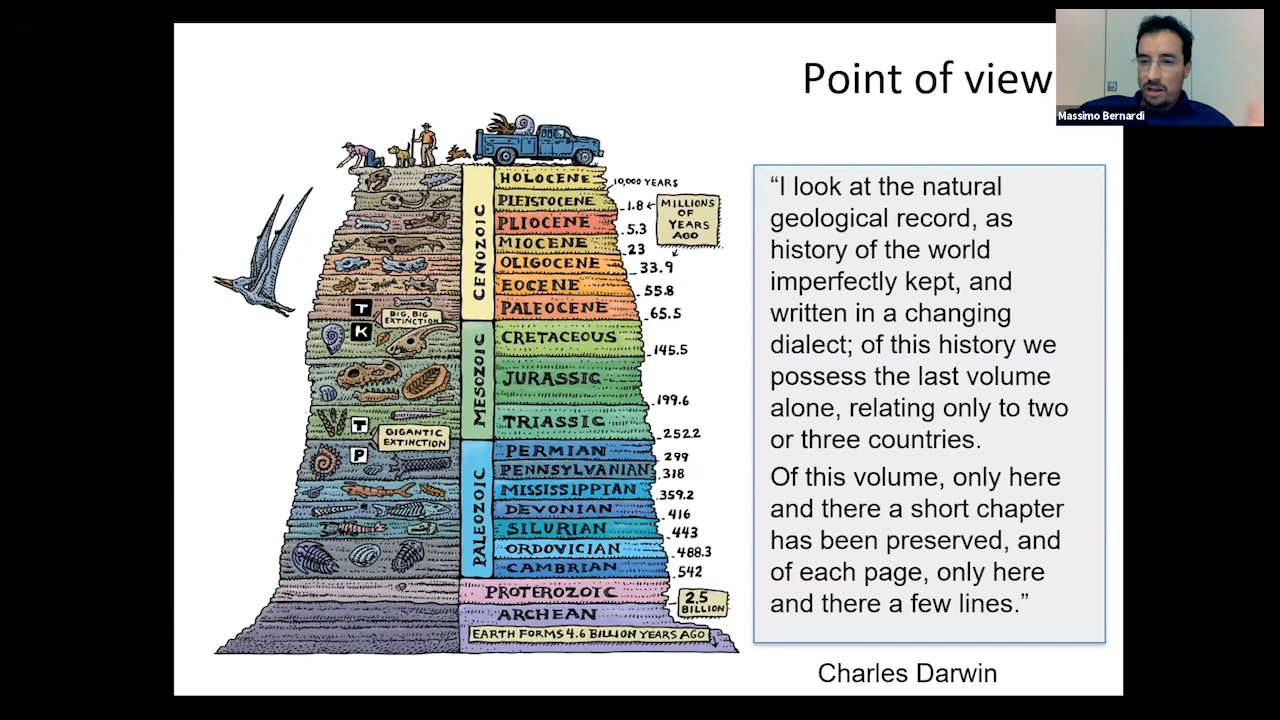 Point of view
Massimo Bernardi
HOLOCENE
10,000 YEARS
PLEISTOCENE
1.8
MILLIONS
OF
YEARS
AGO
PLIOCENE
5.3
MIOCENE
23
OLIGOCENE
33.9
EOCENE
55.8
PALEOCENE
65.5
CENOZOIC
T
BIG, BIG
EXTINCTION
K
CRETACEOUS
145.5
JURASSIC
199.6
TRIASSIC
252.2
MESOZOIC
T
GIGANTIC
EXTINCTION
P
PERMIAN
299
PENNSYLVANIAN
318
MISSISSIPPIAN
359.2
DEVONIAN
416
SILURIAN
443
ORDOVICIAN
488.3
CAMBRIAN
542
PALEOZOIC
PROTEROZOIC
2.5
BILLION
ARCHEAN
EARTH FORMS 4.6 BILLION YEARS AGO
“I look at the natural
geological record, as
history of the world
imperfectly kept, and
written in a changing
dialect; of this history we
possess the last volume
alone, relating only to two
or three countries.
Of this volume, only here
and there a short chapter
has been preserved, and
of each page, only here
and there a few lines.”
Charles Darwin